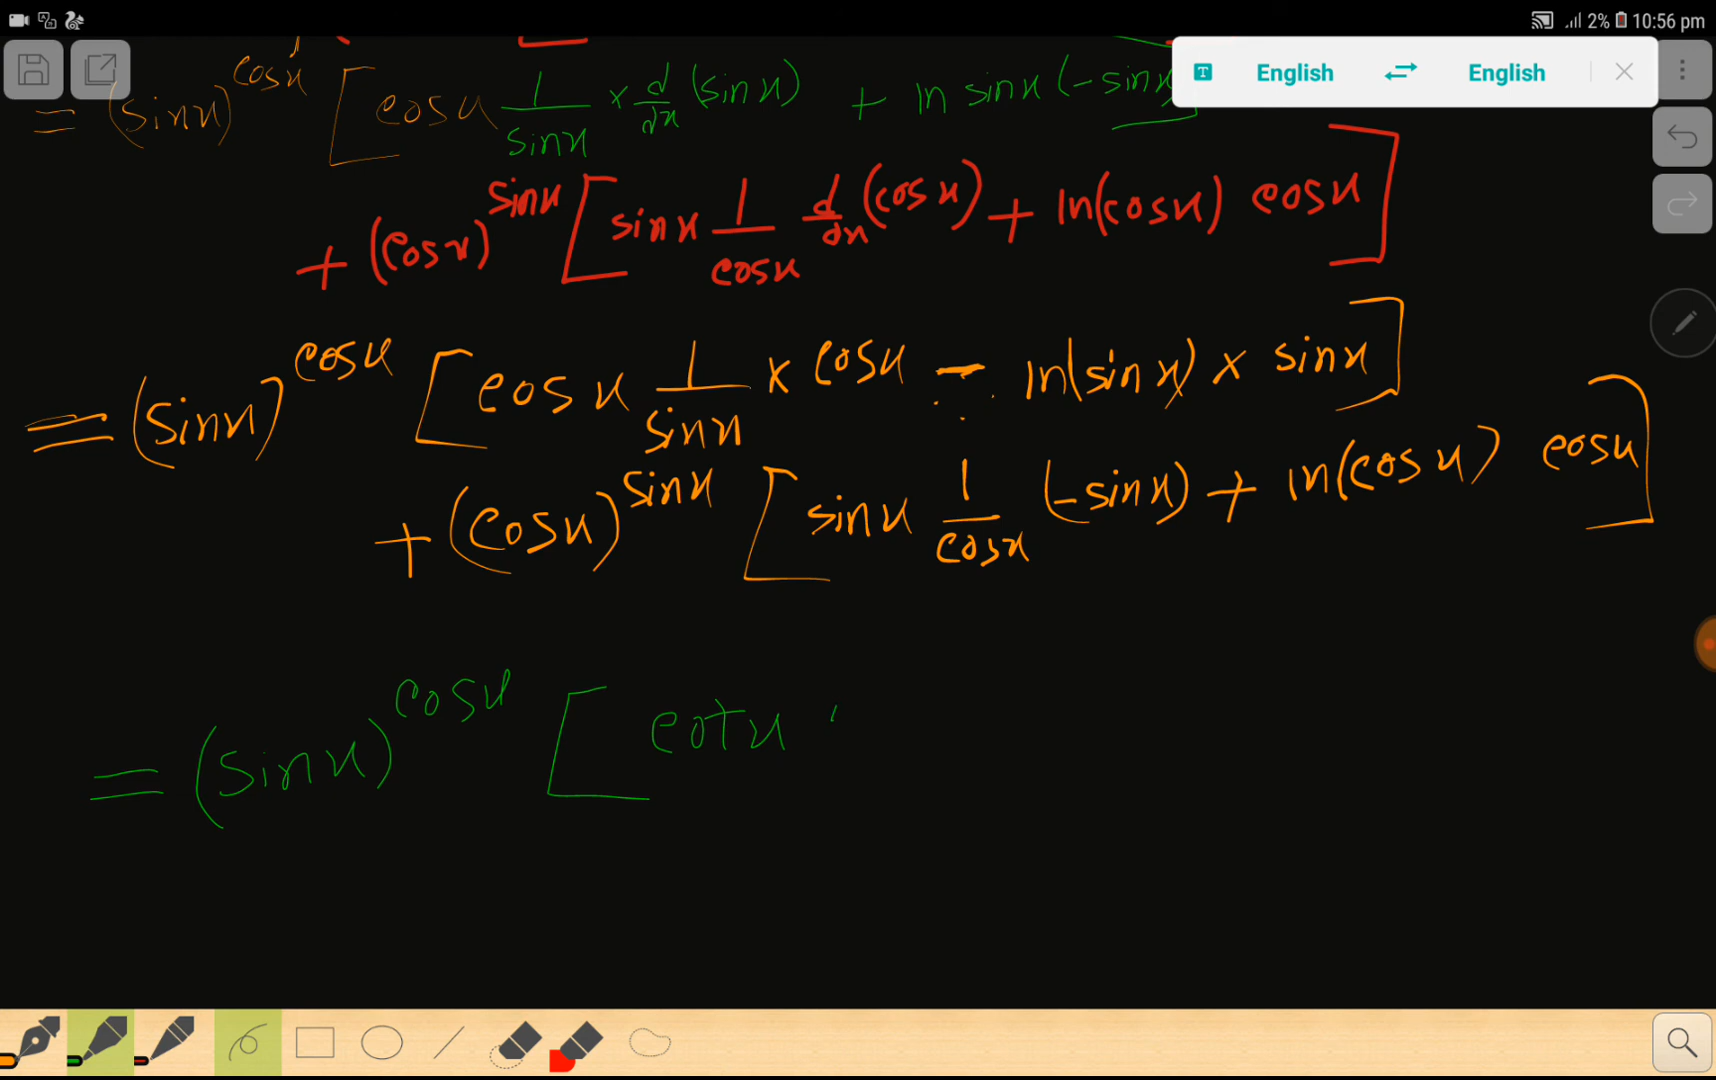 2% 10:56 pm
English English
= (sinx)^cosx [cosx 1/sinx × d/dx (sinx) + ln sinx (-sinx
+ (cosx)^sinx [sinx 1/cosx d/dx (cosx) + ln(cosx) cosx]
= (sinx)^cosx [cosx 1/sinx × cosx - ln(sinx) × sinx]
+ (cosx)^sinx [sinx 1/cosx (-sinx) + ln(cosx) cosx]
= (sinx)^cosx [ cotx